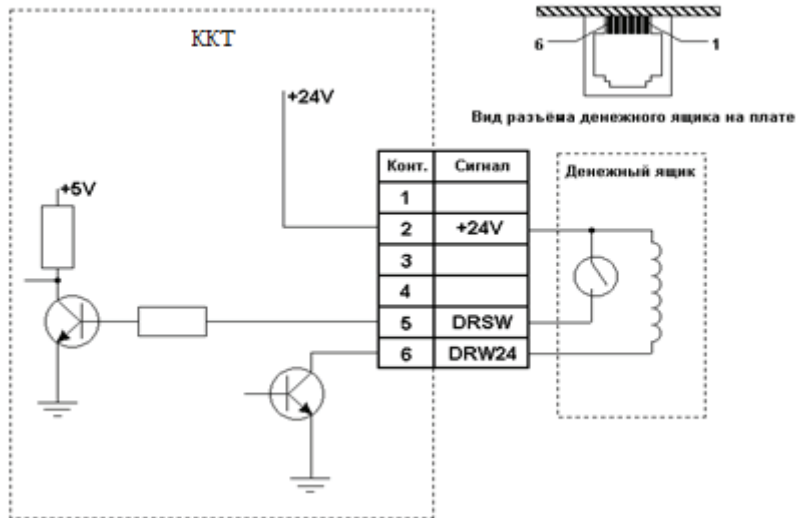 ККТ
6
1
Вид разъёма денежного ящика на плате
+24V
+5V
Конт. Сигнал
1
2 +24V
3
4
5 DRSW
6 DRW24
Денежный ящик